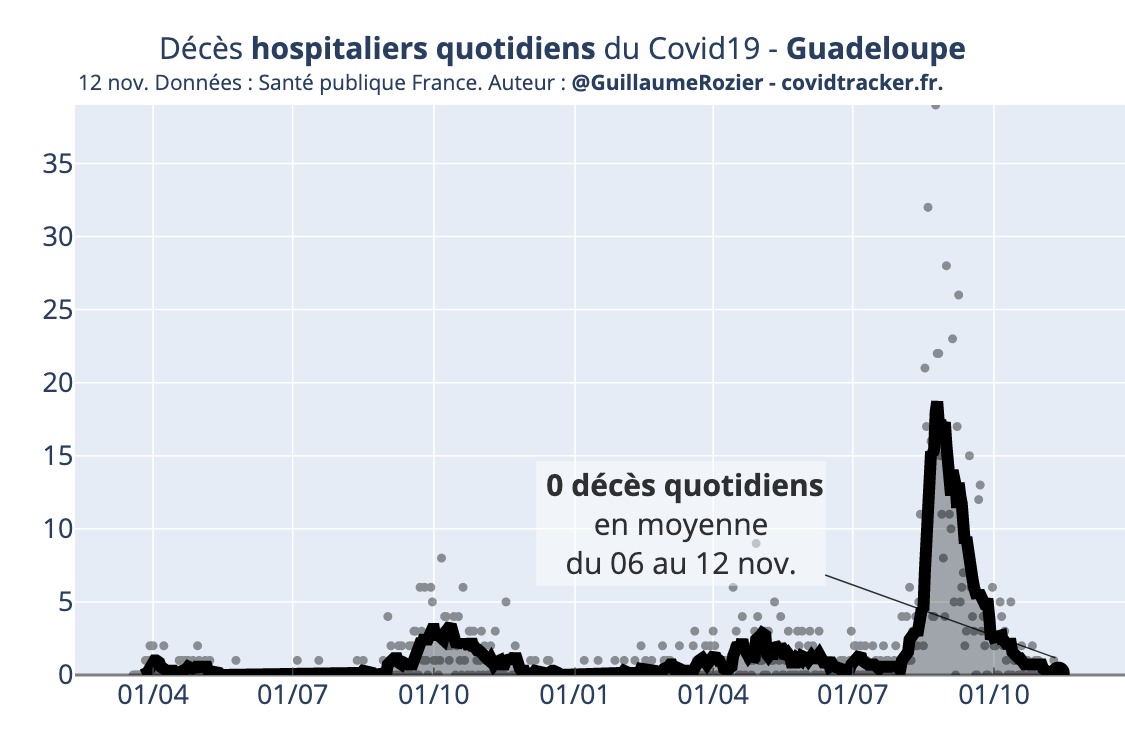 Décès hospitaliers quotidiens du Covid19 - Guadeloupe
12 nov. Données : Santé publique France. Auteur : @GuillaumeRozier - covidtracker.fr.
35
30
25
20
15
10
5
0
0 décès quotidiens
en moyenne
du 06 au 12 nov.
01/04 01/07 01/10 01/01 01/04 01/07 01/10